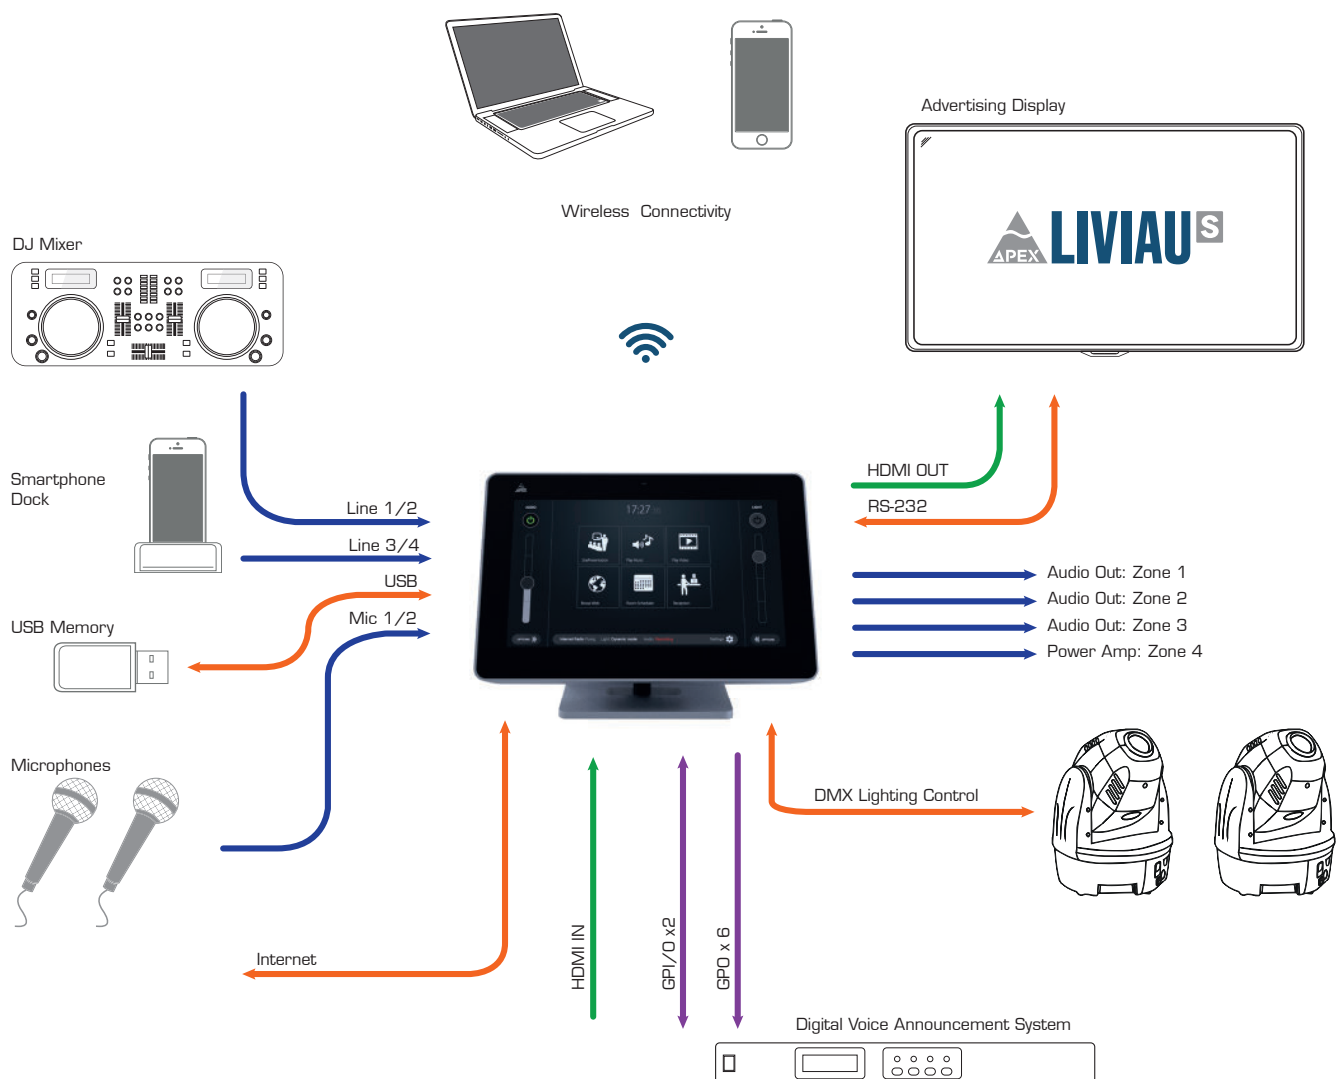 Advertising Display
APEX LIVIAU S
Wireless Connectivity
DJ Mixer
Smartphone
Dock
Line 1/2
Line 3/4
USB
Mic 1/2
USB Memory
Microphones
Internet
HDMI OUT
RS-232
17:27
Audio Out: Zone 1
Audio Out: Zone 2
Audio Out: Zone 3
Power Amp: Zone 4
DMX Lighting Control
HDMI IN
GPI/O x2
GPO x 6
Digital Voice Announcement System